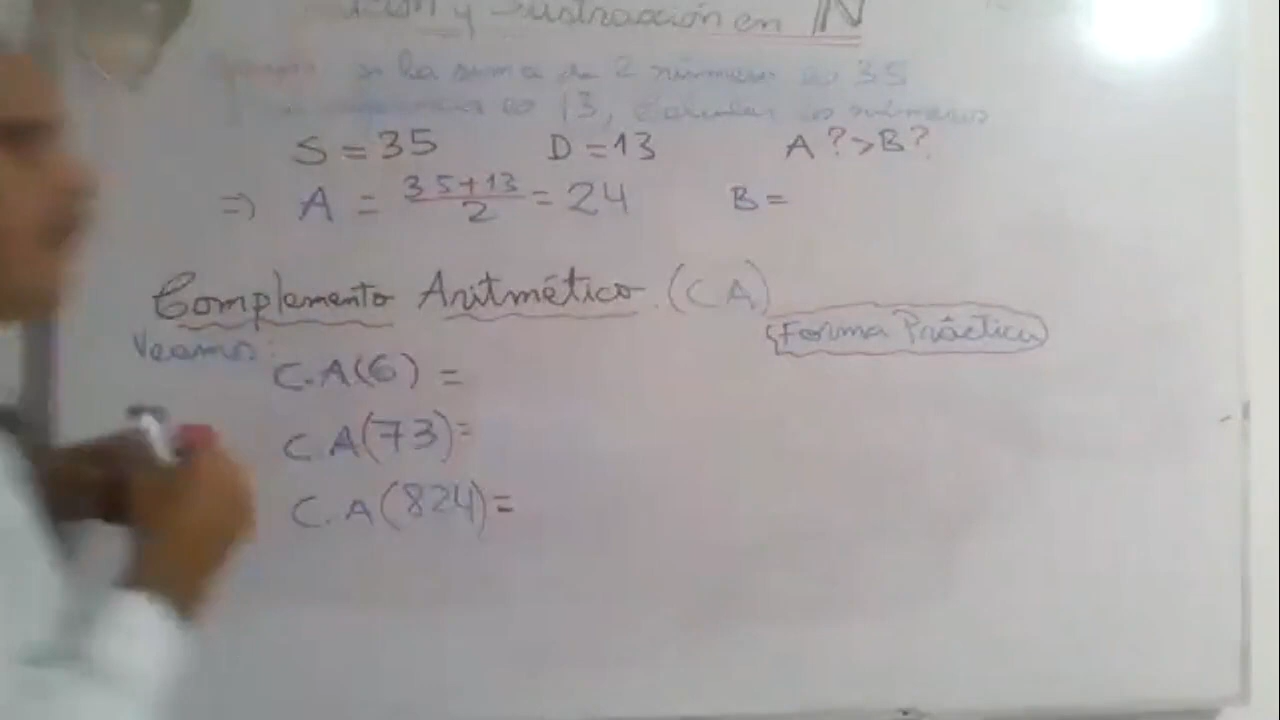 y Sustracción en N
si la suma de 2 números es 35
es 13, Calcular los números
S = 35 D = 13 A ? > B ?
⇒ A = (35+13)/2 = 24 B =
Complemento Aritmético. (CA)
Forma Práctica
Veamos:
C.A(6) =
C.A(73) =
C.A(824) =